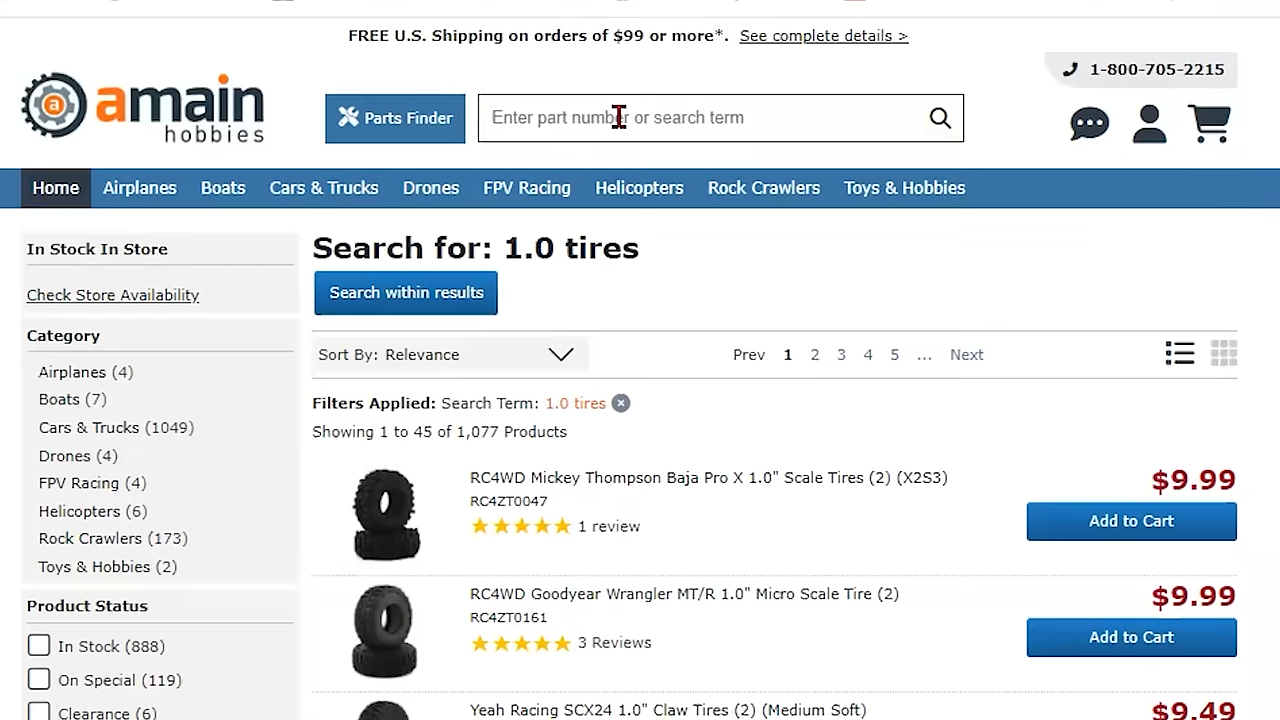 FREE U.S. Shipping on orders of $99 or more*. See complete details >
1-800-705-2215
a
amain
hobbies
Parts Finder
Enter part number or search term
Home Airplanes Boats Cars & Trucks Drones FPV Racing Helicopters Rock Crawlers Toys & Hobbies
In Stock In Store
Check Store Availability
Category
Airplanes (4)
Boats (7)
Cars & Trucks (1049)
Drones (4)
FPV Racing (4)
Helicopters (6)
Rock Crawlers (173)
Toys & Hobbies (2)
Product Status
In Stock (888)
On Special (119)
Clearance (6)
Search for: 1.0 tires
Search within results
Sort By: Relevance
Prev 1 2 3 4 5 ... Next
Filters Applied: Search Term: 1.0 tires
Showing 1 to 45 of 1,077 Products
RC4WD Mickey Thompson Baja Pro X 1.0" Scale Tires (2) (X2S3)
RC4ZT0047
1 review
$9.99
Add to Cart
RC4WD Goodyear Wrangler MT/R 1.0" Micro Scale Tire (2)
RC4ZT0161
3 Reviews
$9.99
Add to Cart
Yeah Racing SCX24 1.0" Claw Tires (2) (Medium Soft)
$9.49